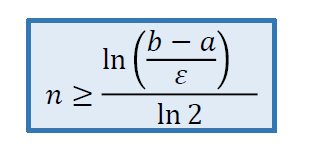 n ≥ ln((b − a)/ε) / ln 2